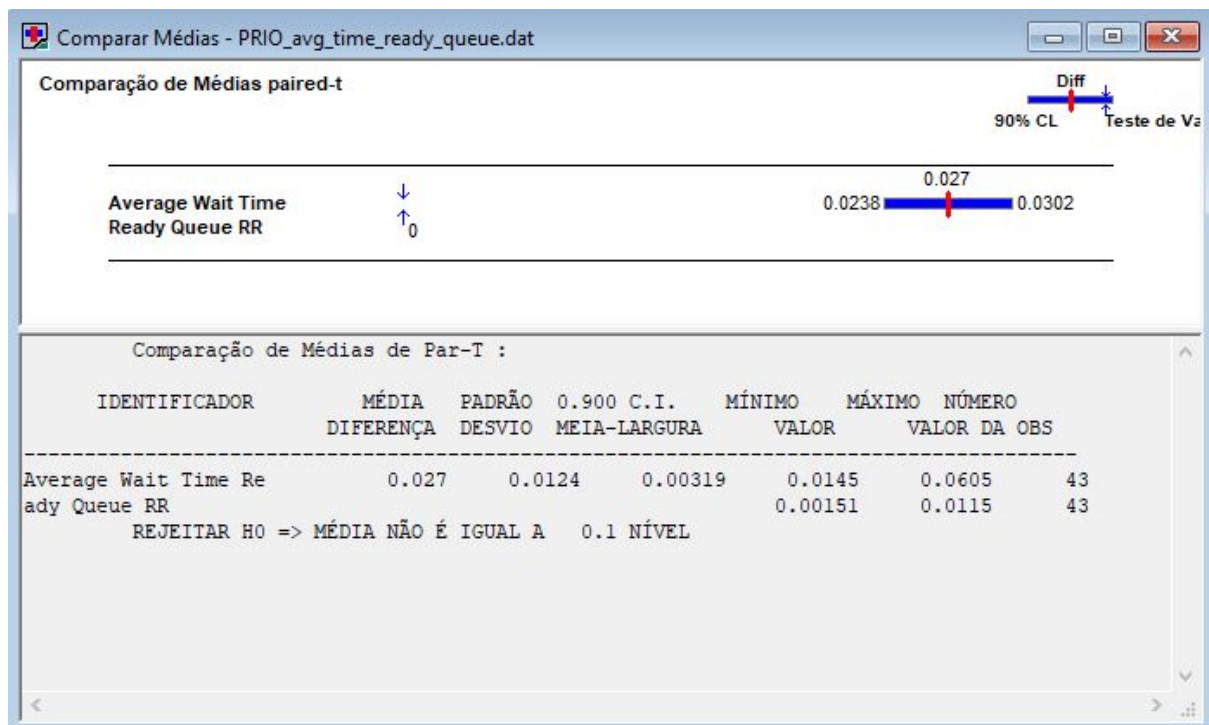 Comparar Médias - PRIO_avg_time_ready_queue.dat
Comparação de Médias paired-t
Diff
90% CL Teste de Va
0.027
Average Wait Time 0.0238 0.0302
Ready Queue RR 0
Comparação de Médias de Par-T :
IDENTIFICADOR MÉDIA PADRÃO 0.900 C.I. MÍNIMO MÁXIMO NÚMERO
DIFERENÇA DESVIO MEIA-LARGURA VALOR VALOR DA OBS
--------------------------------------------------------------------------------
Average Wait Time Re 0.027 0.0124 0.00319 0.0145 0.0605 43
ady Queue RR 0.00151 0.0115 43
REJEITAR H0 => MÉDIA NÃO É IGUAL A 0.1 NÍVEL